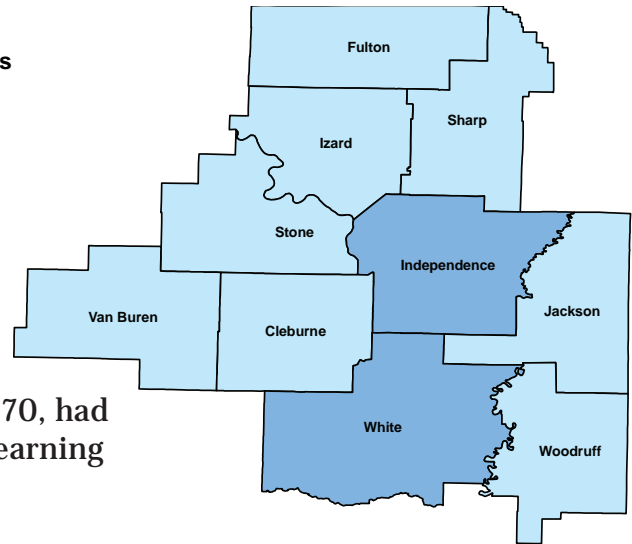 Fulton
s
Sharp
Izard
Stone
Independence
Jackson
Van Buren
Cleburne
70, had
earning
White
Woodruff